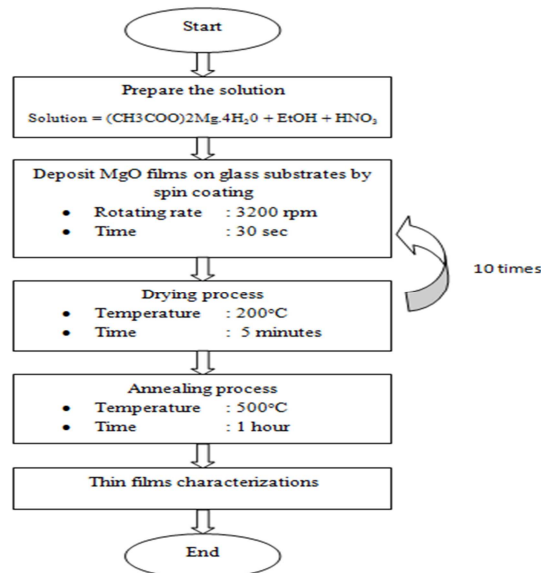 Start
Prepare the solution
Solution = (CH3COO)2Mg.4H₂0 + EtOH + HNO₃
Deposit MgO films on glass substrates by
spin coating
• Rotating rate : 3200 rpm
• Time : 30 sec
10 times
Drying process
• Temperature : 200°C
• Time : 5 minutes
Annealing process
• Temperature : 500°C
• Time : 1 hour
Thin films characterizations
End